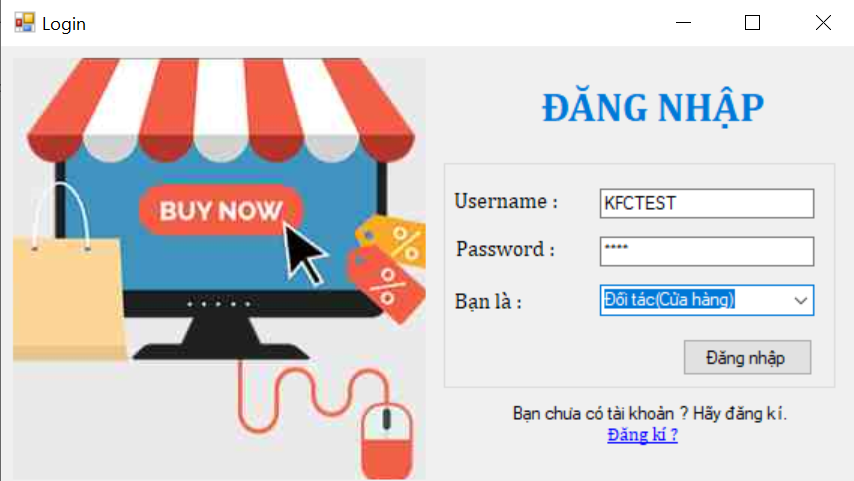 Login
BUY NOW
ĐĂNG NHẬP
Username :
KFCTEST
Password :
****
Bạn là :
Đối tác(Cửa hàng)
Đăng nhập
Bạn chưa có tài khoản ? Hãy đăng kí.
Đăng kí ?